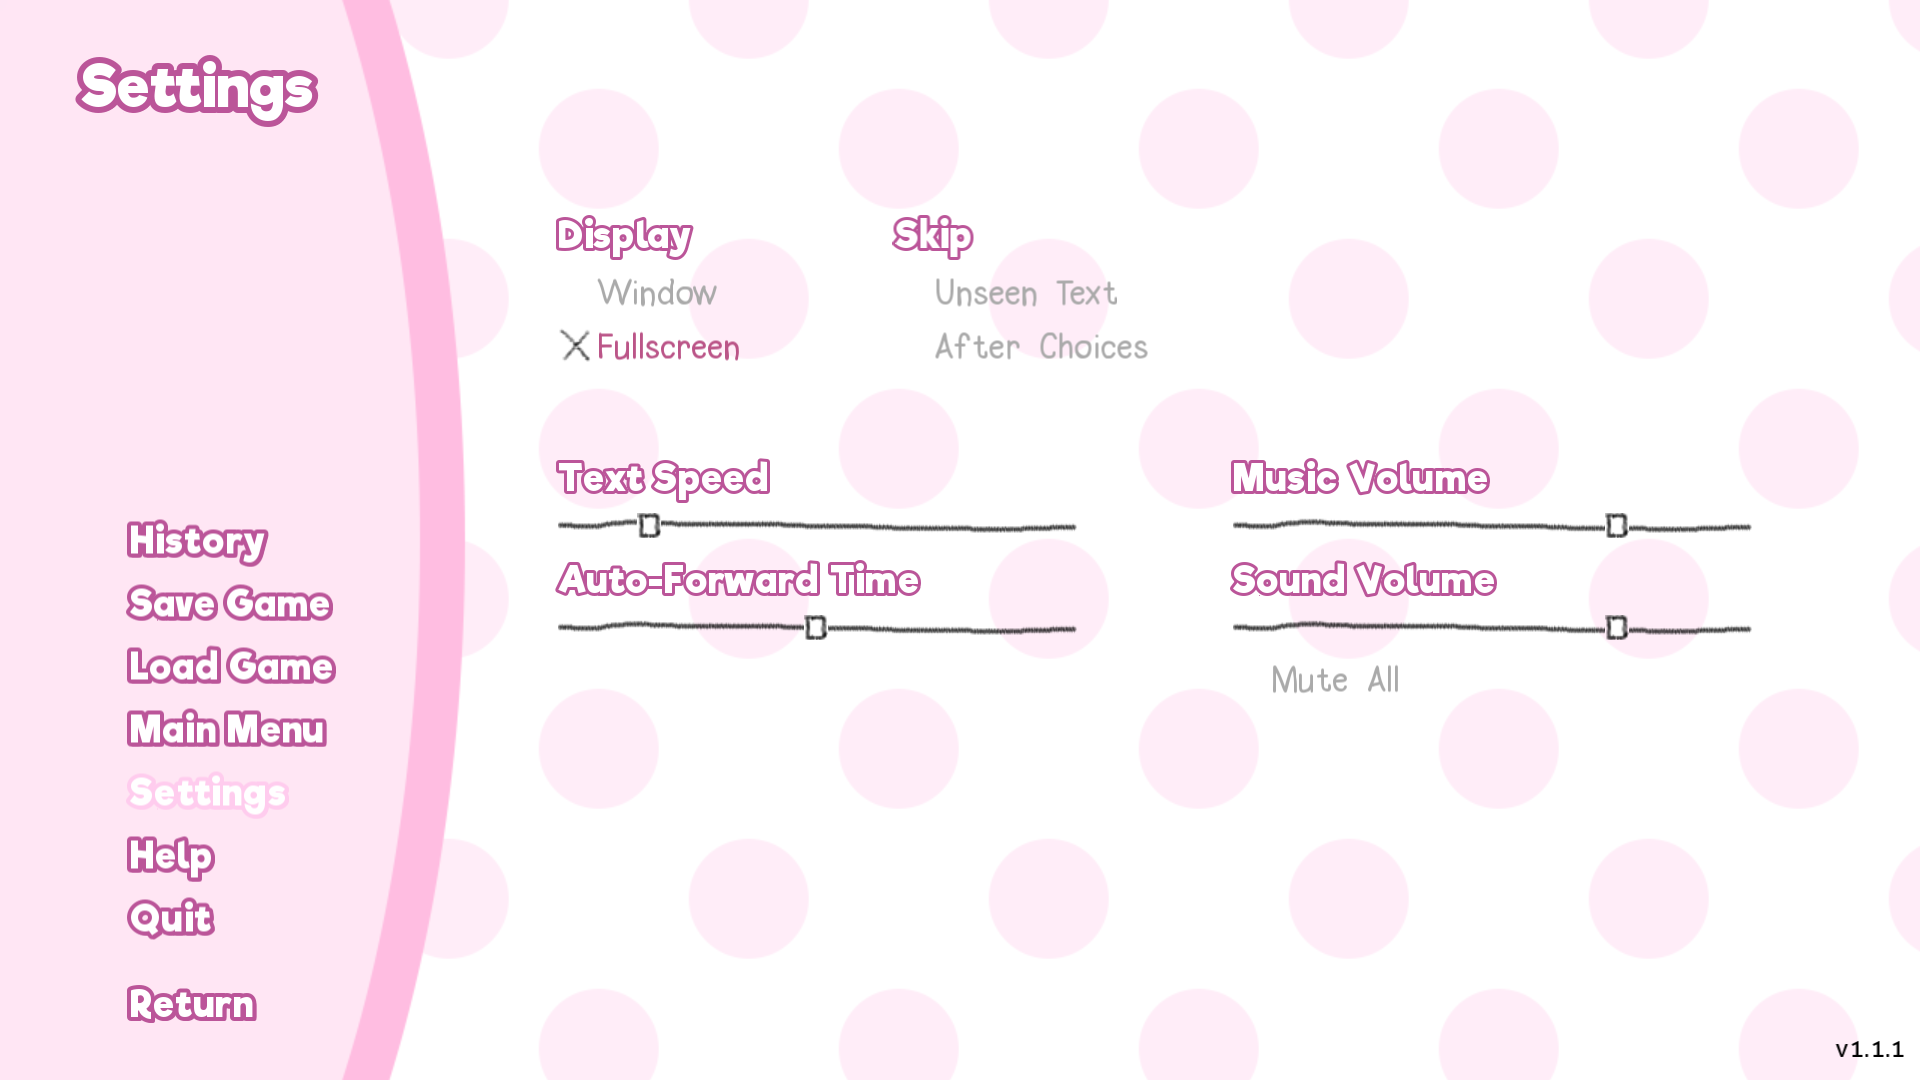 Settings
Display
Window
Fullscreen
Skip
Unseen Text
After Choices
Text Speed
Auto-Forward Time
Music Volume
Sound Volume
Mute All
History
Save Game
Load Game
Main Menu
Settings
Help
Quit
Return
v1.1.1